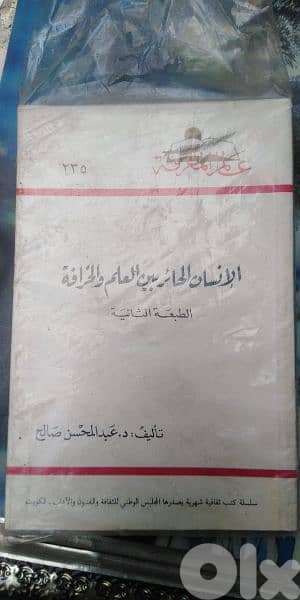 عالم المعرفة
٢٣٥
الإنسان الحائر بين العلم والخرافة
الطبعة الثانية
تأليف: د. عبدالمحسن صالح
سلسلة كتب ثقافية شهرية يصدرها المجلس الوطني للثقافة والفنون والآداب - الكويت
OLX